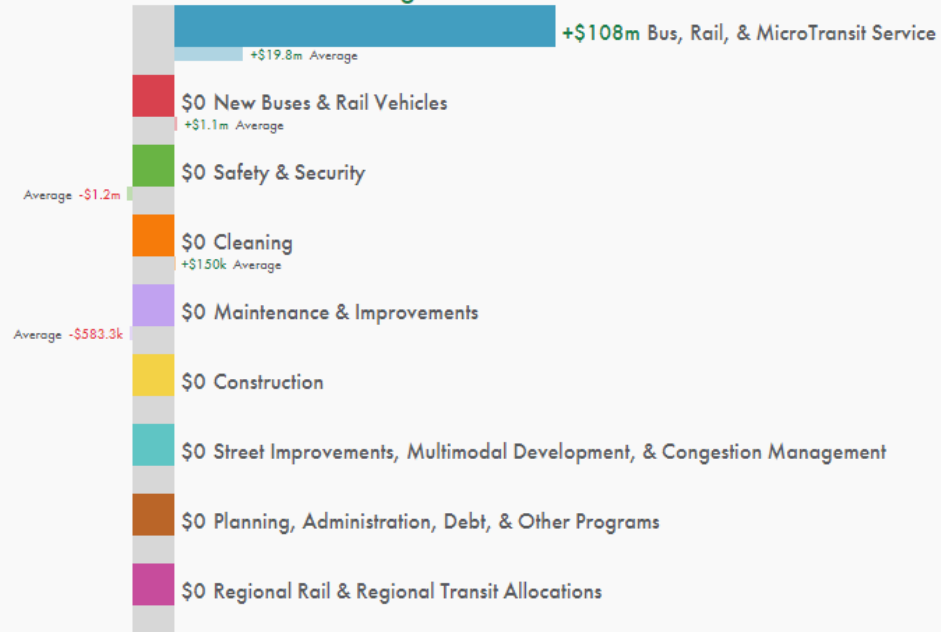 +$108m Bus, Rail, & MicroTransit Service
+$19.8m Average
$0 New Buses & Rail Vehicles
+$1.1m Average
$0 Safety & Security
Average -$1.2m
$0 Cleaning
+$150k Average
$0 Maintenance & Improvements
Average -$583.3k
$0 Construction
$0 Street Improvements, Multimodal Development, & Congestion Management
$0 Planning, Administration, Debt, & Other Programs
$0 Regional Rail & Regional Transit Allocations